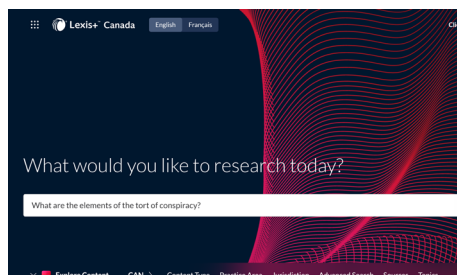 Lexis+ Canada English Français
What would you like to research today?
What are the elements of the tort of conspiracy?
Explore Content CAN Content Type Practice Area Jurisdiction Advanced Search Sources Topics